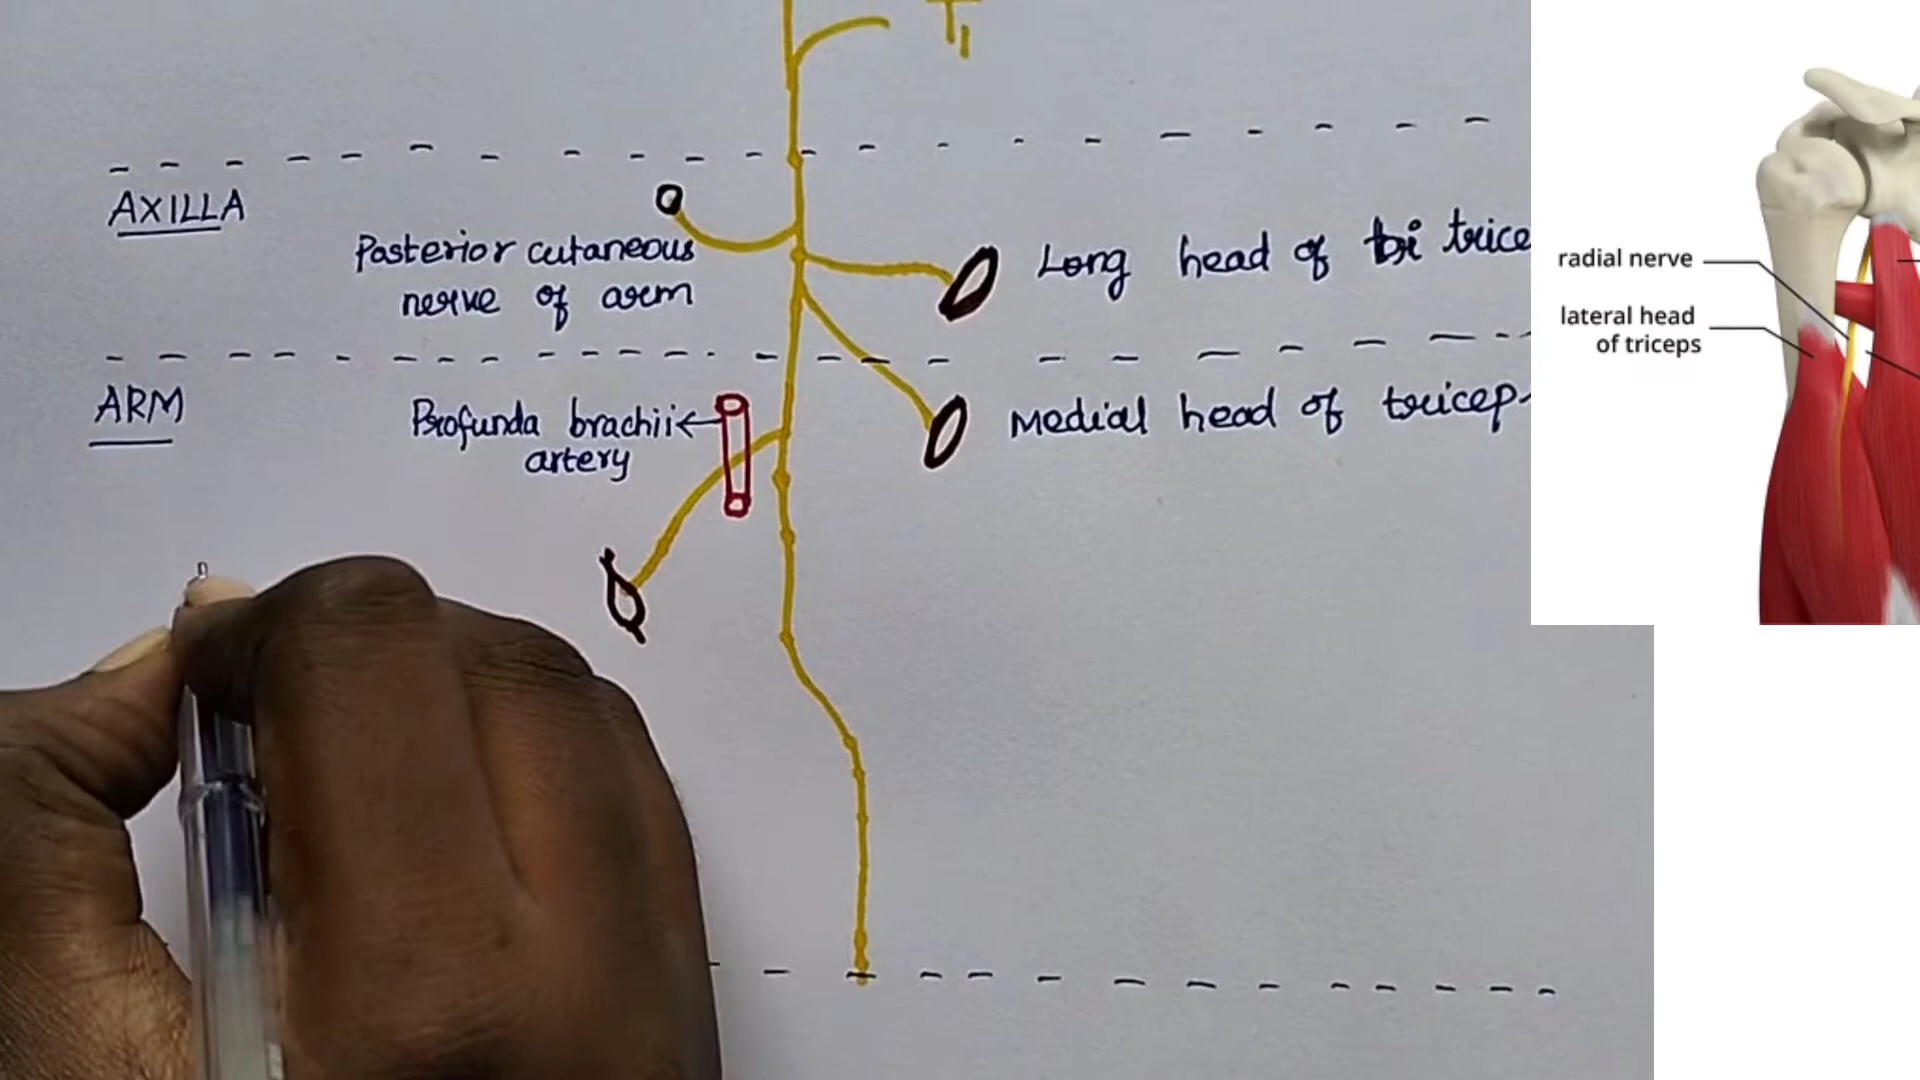 T1
AXILLA
Posterior cutaneous
nerve of arm
Long head of tri trice
ARM
Profunda brachii
artery
Medial head of tricep
radial nerve
lateral head
of triceps